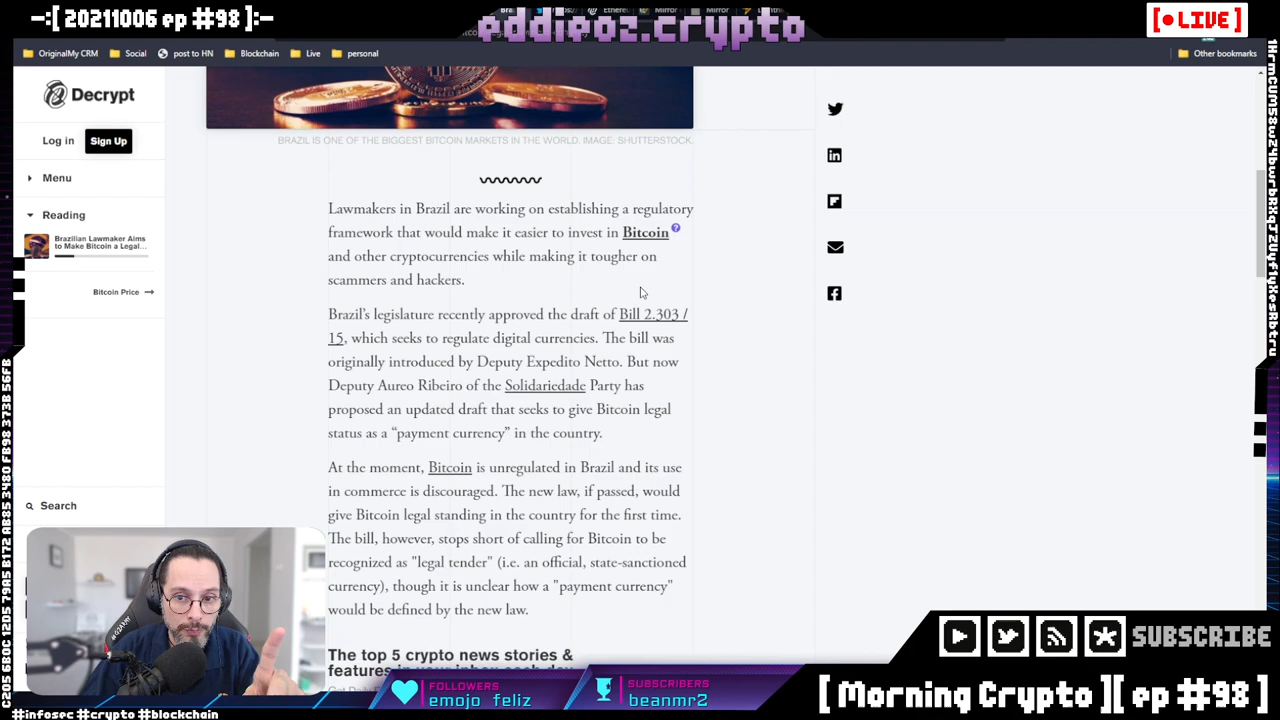 -:[ 20211006 ep #98 ]:-
eddieoz.crypto
[ LIVE ]
OriginalMy CRM
Social
post to HN
Blockchain
Live
personal
Other bookmarks
Decrypt
Log in
Sign Up
Menu
Reading
Brazilian Lawmaker Aims
to Make Bitcoin a Legal...
Bitcoin Price
Search
BRAZIL IS ONE OF THE BIGGEST BITCOIN MARKETS IN THE WORLD. IMAGE: SHUTTERSTOCK.
Lawmakers in Brazil are working on establishing a regulatory
framework that would make it easier to invest in Bitcoin ?
and other cryptocurrencies while making it tougher on
scammers and hackers.
Brazil’s legislature recently approved the draft of Bill 2.303 /
15, which seeks to regulate digital currencies. The bill was
originally introduced by Deputy Expedito Netto. But now
Deputy Aureo Ribeiro of the Solidariedade Party has
proposed an updated draft that seeks to give Bitcoin legal
status as a “payment currency” in the country.
At the moment, Bitcoin is unregulated in Brazil and its use
in commerce is discouraged. The new law, if passed, would
give Bitcoin legal standing in the country for the first time.
The bill, however, stops short of calling for Bitcoin to be
recognized as "legal tender" (i.e. an official, state-sanctioned
currency), though it is unclear how a "payment currency"
would be defined by the new law.
The top 5 crypto news stories &
features in your inbox each day.
SUBSCRIBE
FOLLOWERS
emojo_feliz
SUBSCRIBERS
beanmr2
[ Morning Crypto ][ ep #98 ]
#infosec #crypto #blockchain